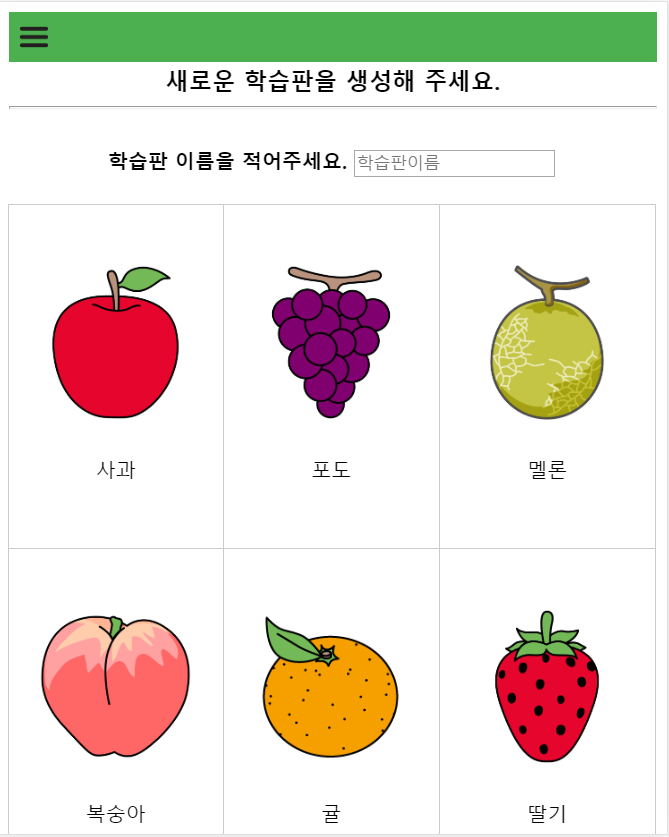 새로운 학습판을 생성해 주세요.
학습판 이름을 적어주세요. 학습판이름
사과 포도 멜론
복숭아 귤 딸기